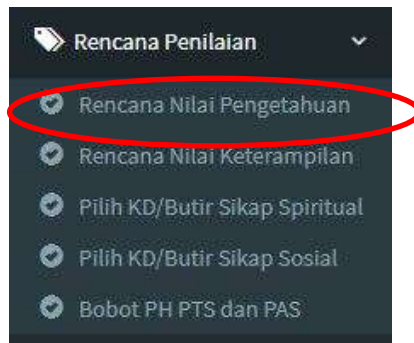 Rencana Penilaian
Rencana Nilai Pengetahuan
Rencana Nilai Keterampilan
Pilih KD/Butir Sikap Spiritual
Pilih KD/Butir Sikap Sosial
Bobot PH PTS dan PAS